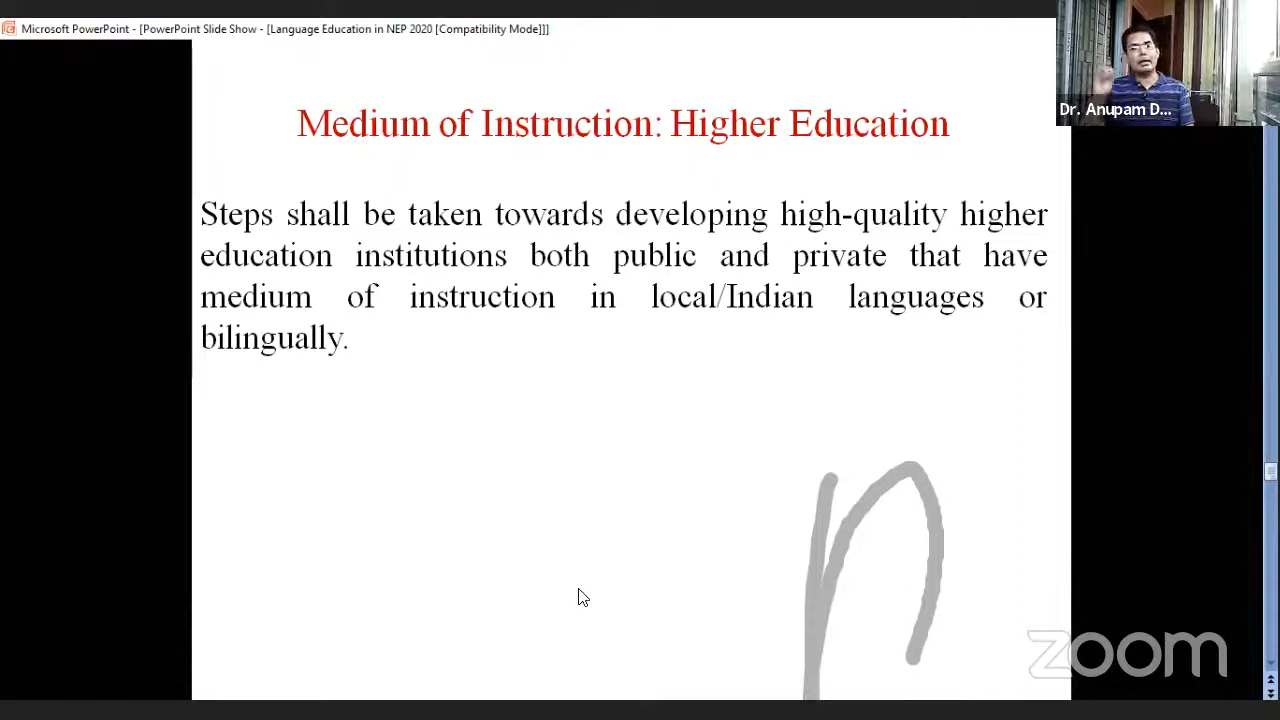 Microsoft PowerPoint - [PowerPoint Slide Show - [Language Education in NEP 2020 [Compatibility Mode]]]
Dr. Anupam D...
Medium of Instruction: Higher Education
Steps shall be taken towards developing high-quality higher
education institutions both public and private that have
medium of instruction in local/Indian languages or
bilingually.
n
zoom